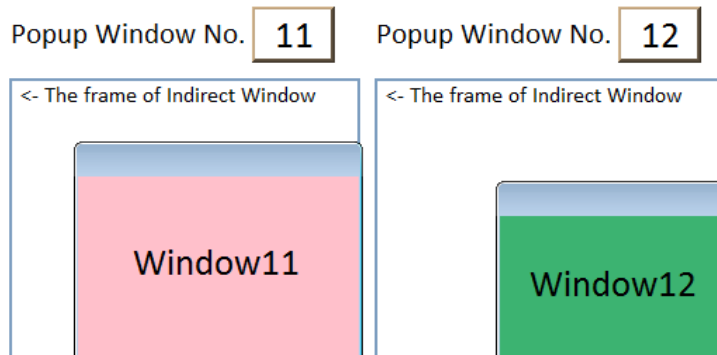 Popup Window No. 11
Popup Window No. 12
<- The frame of Indirect Window
<- The frame of Indirect Window
Window11
Window12